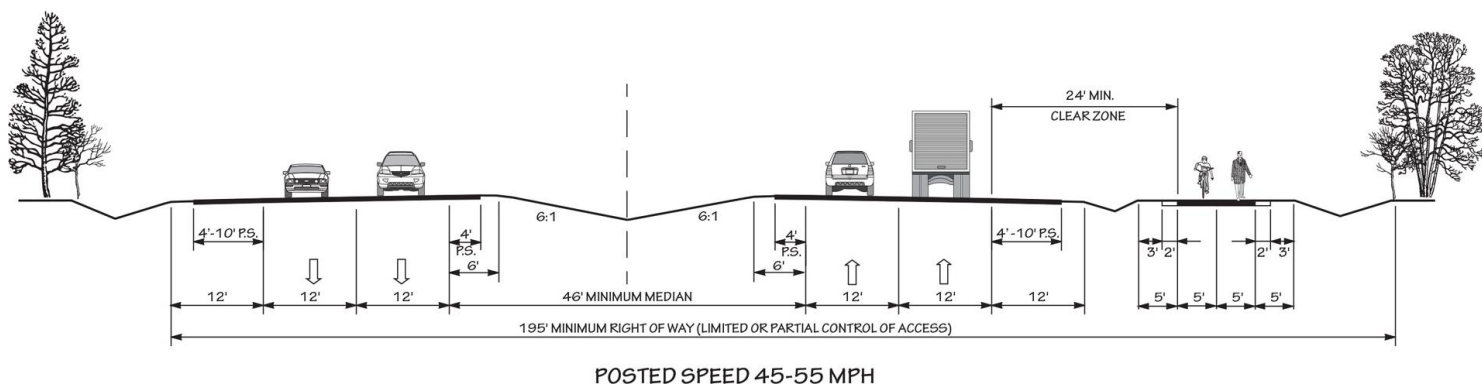 24' MIN.
CLEAR ZONE
6:1
6:1
4'-10' P.S.
4'
P.S.
6'
4'
P.S.
6'
4'-10' P.S.
3'
2'
2'
3'
12'
12'
12'
46' MINIMUM MEDIAN
12'
12'
12'
5'
5'
5'
5'
195' MINIMUM RIGHT OF WAY (LIMITED OR PARTIAL CONTROL OF ACCESS)
POSTED SPEED 45-55 MPH